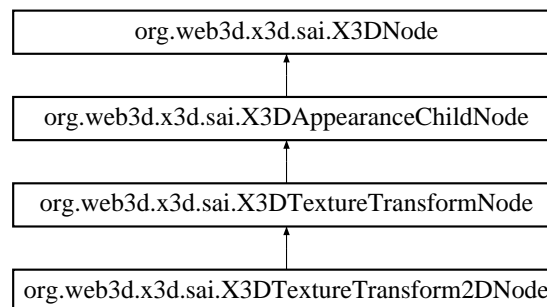 org.web3d.x3d.sai.X3DNode
org.web3d.x3d.sai.X3DAppearanceChildNode
org.web3d.x3d.sai.X3DTextureTransformNode
org.web3d.x3d.sai.X3DTextureTransform2DNode